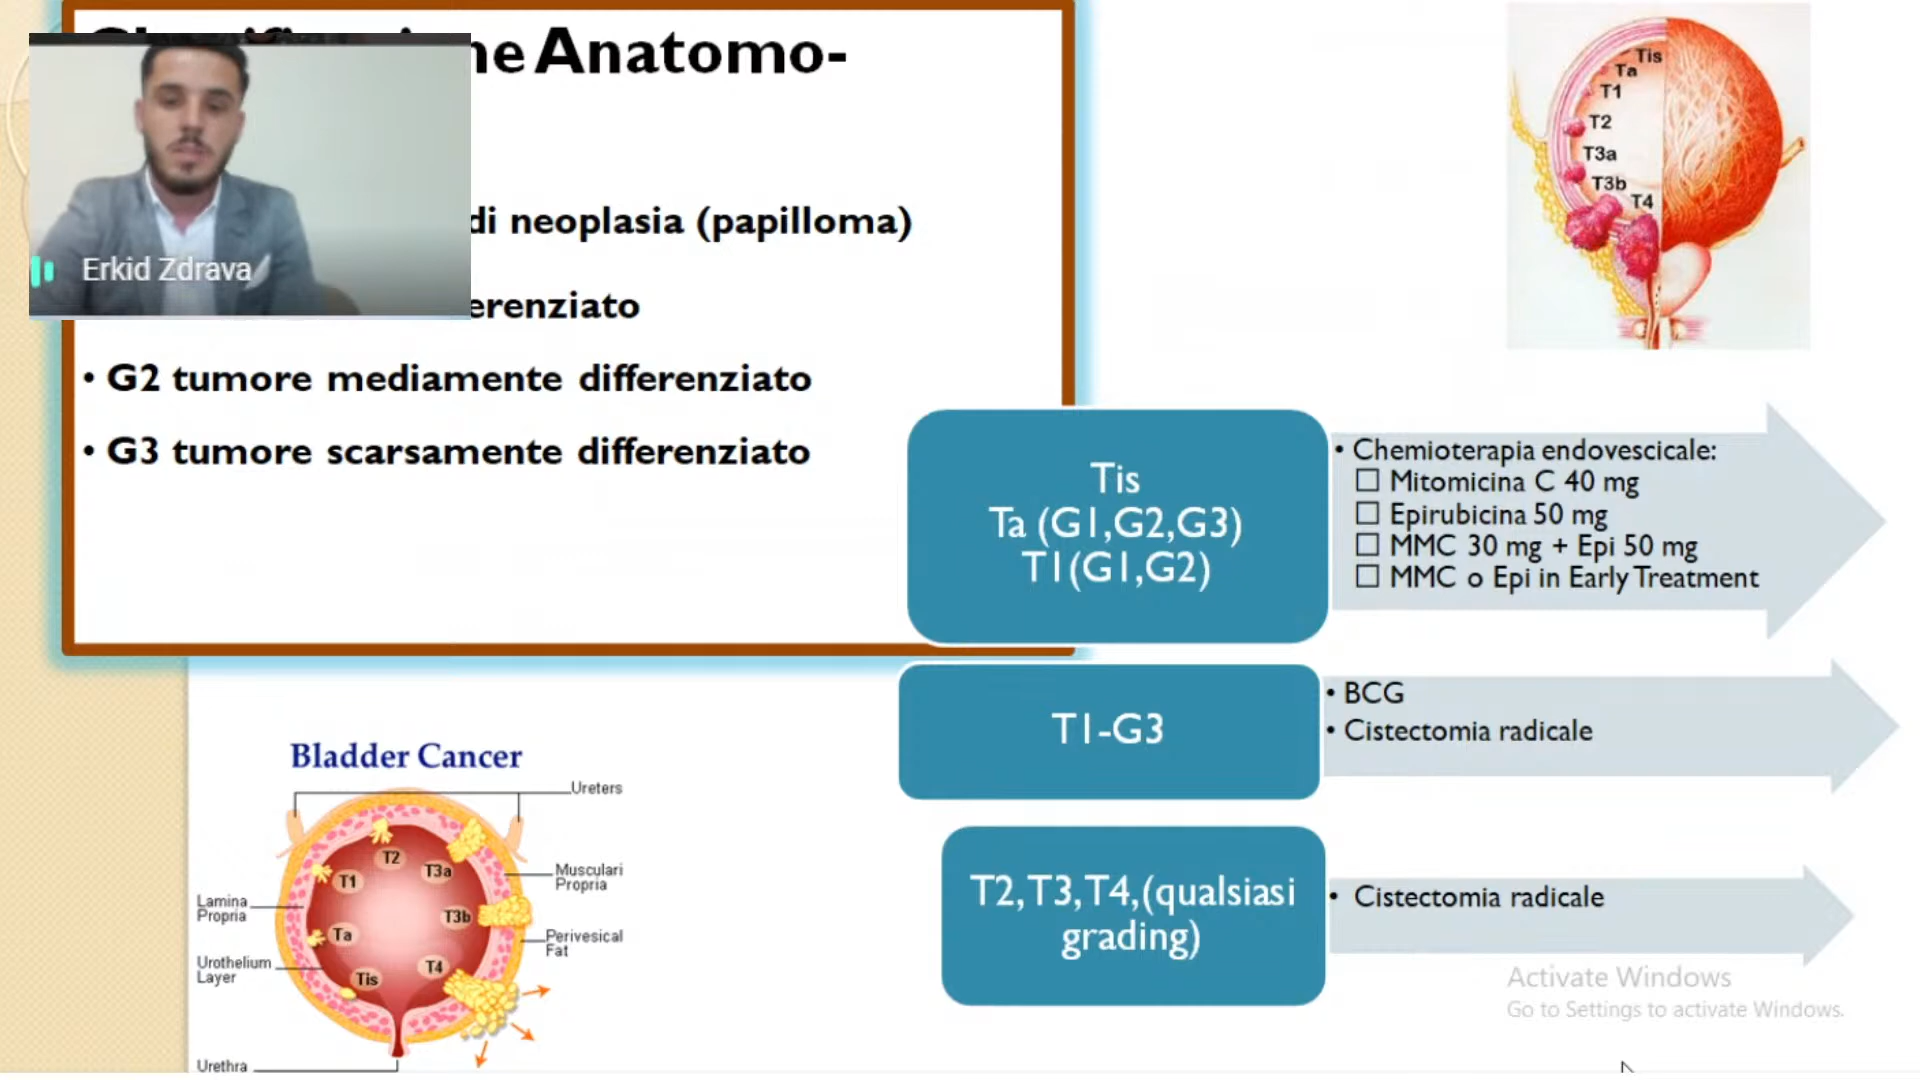 ne Anatomo-
di neoplasia (papilloma)
erenziato
• G2 tumore mediamente differenziato
• G3 tumore scarsamente differenziato
Erkid Zdrava
Tis
Ta
T1
T2
T3a
T3b
T4
Tis
Ta (G1,G2,G3)
T1(G1,G2)
• Chemioterapia endovescicale:
☐ Mitomicina C 40 mg
☐ Epirubicina 50 mg
☐ MMC 30 mg + Epi 50 mg
☐ MMC o Epi in Early Treatment
T1-G3
• BCG
• Cistectomia radicale
T2,T3,T4,(qualsiasi
grading)
• Cistectomia radicale
Bladder Cancer
Ureters
T2
T3a
T1
Musculari
Propria
Lamina
Propria
T3b
Ta
Perivesical
Fat
Urothelium
Layer
T4
Tis
Urethra
Activate Windows
Go to Settings to activate Windows.